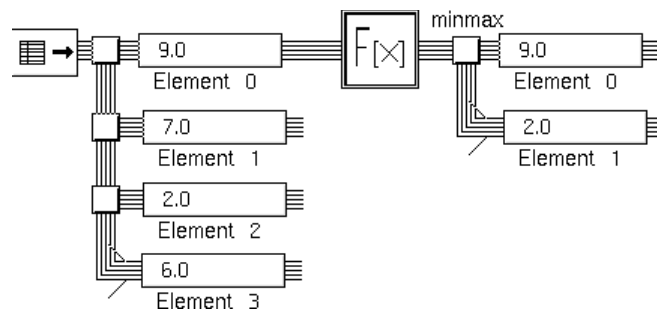 minmax
9.0
F[x]
9.0
Element 0
Element 0
7.0
2.0
Element 1
Element 1
2.0
Element 2
6.0
Element 3